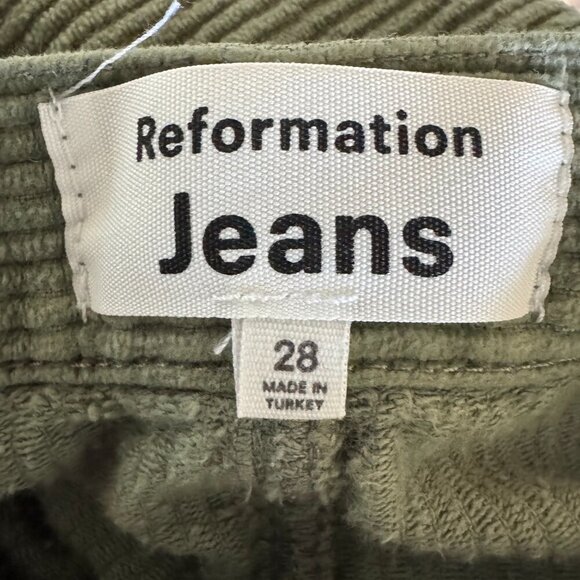 Reformation
Jeans
28
MADE IN
TURKEY